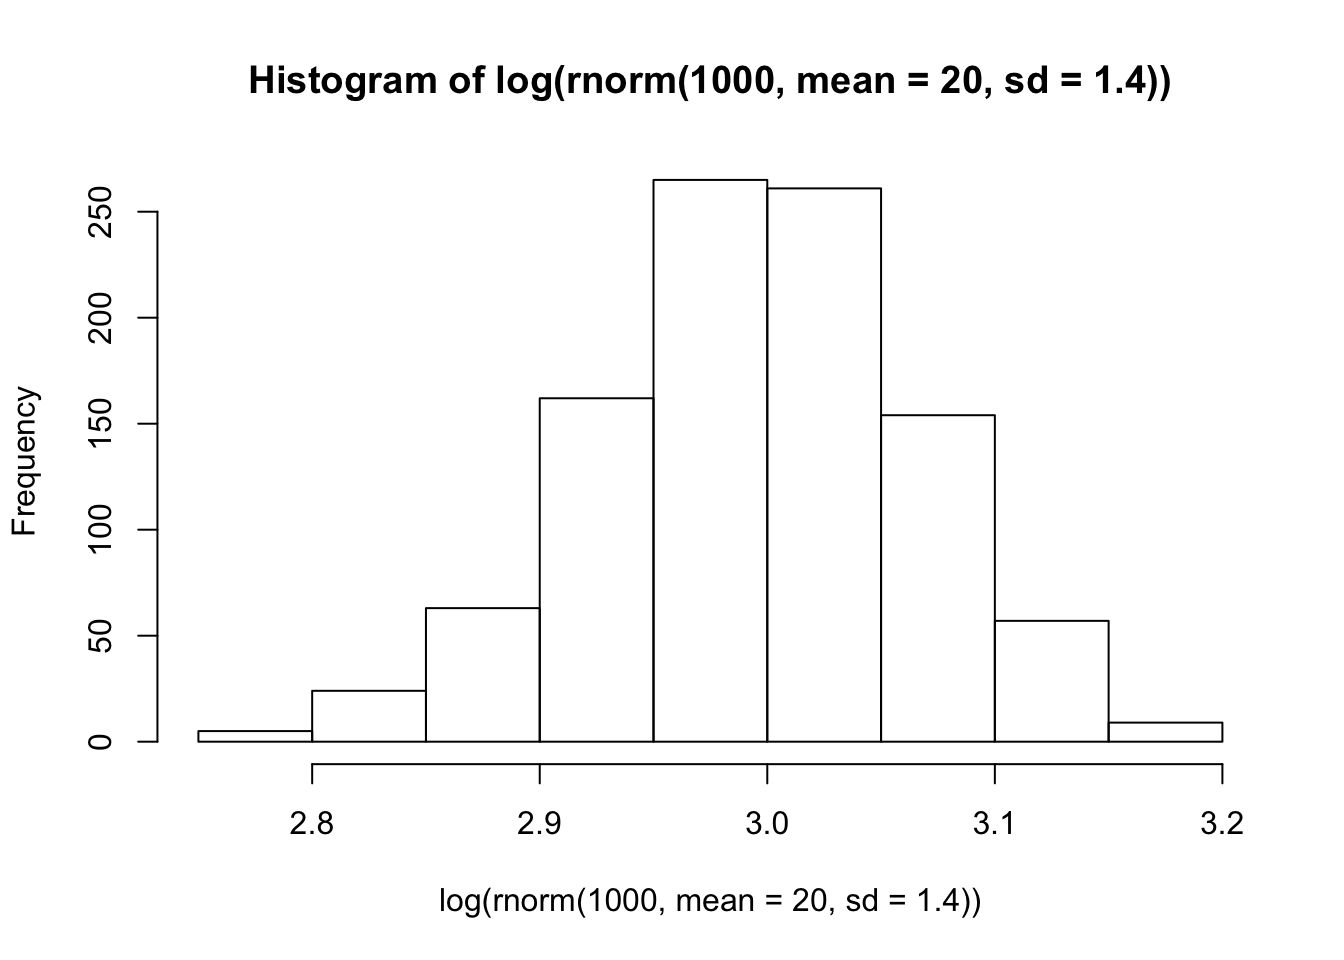 Histogram of log(rnorm(1000, mean = 20, sd = 1.4))
250
200
150
100
50
0
Frequency
2.8 2.9 3.0 3.1 3.2
log(rnorm(1000, mean = 20, sd = 1.4))